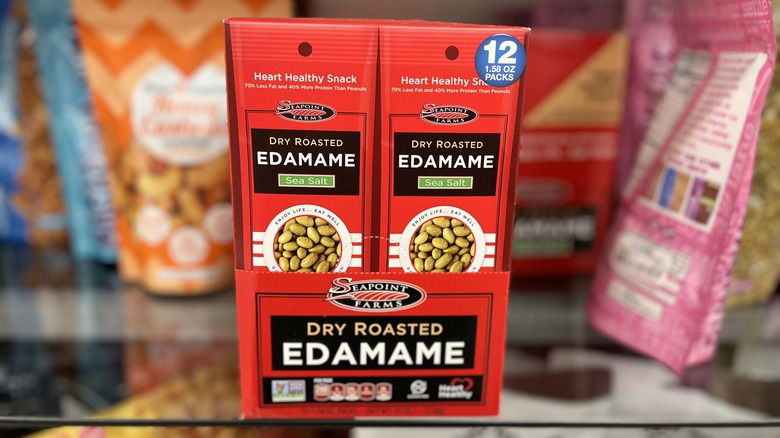 12
1.58 OZ
PACKS
Heart Healthy Snack
70% Less Fat and 40% More Protein Than Peanuts
SEAPOINT
FARMS
DRY ROASTED
EDAMAME
Sea Salt
ENJOY LIFE... EAT WELL
Heart Healthy
70% Less Fat and 40% More Protein Than Peanuts
SEAPOINT
FARMS
DRY ROASTED
EDAMAME
Sea Salt
ENJOY LIFE... EAT WELL
SEAPOINT
FARMS
DRY ROASTED
EDAMAME
Heart
Healthy